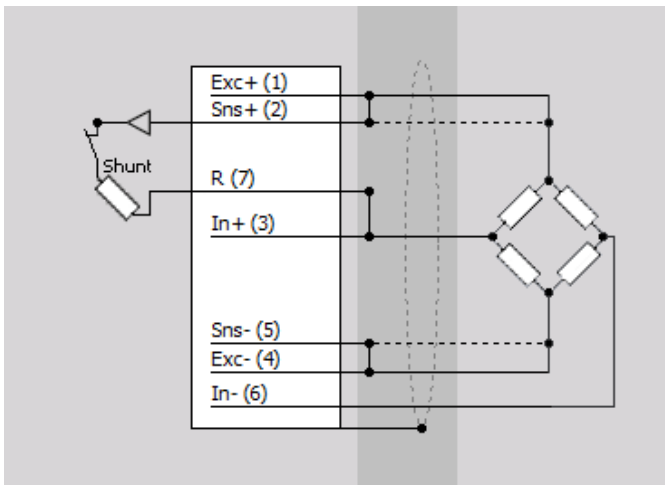 Exc+ (1)
Sns+ (2)
Shunt
R (7)
In+ (3)
Sns- (5)
Exc- (4)
In- (6)